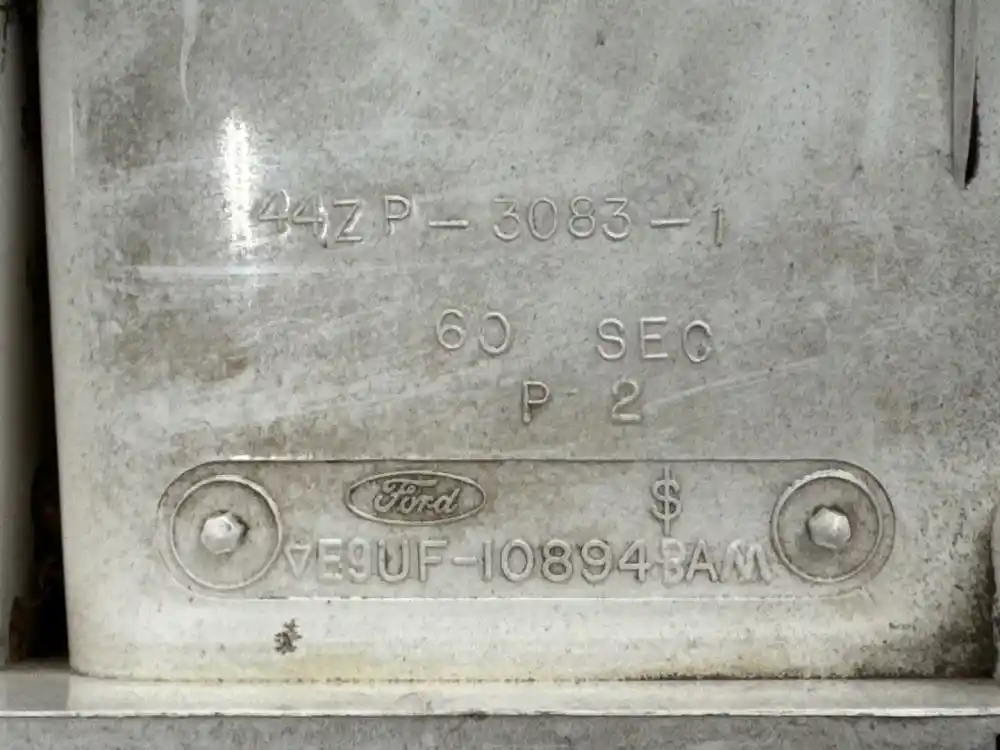 44ZP-3083-1
60 SEC
P 2
Ford $
▽E9UF-10894BAM